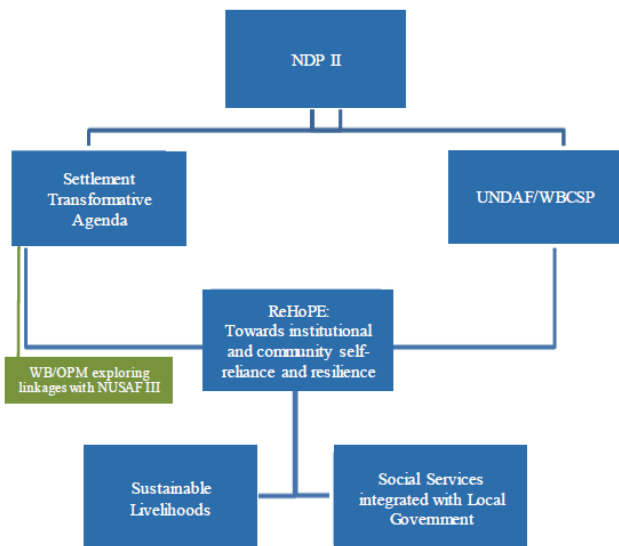 NDP II
Settlement
Transformative
Agenda
UNDAF/WBCSP
ReHoPE:
Towards institutional
and community self-
reliance and resilience
WB/OPM exploring
linkages with NUSAF III
Sustainable
Livelihoods
Social Services
integrated with Local
Government